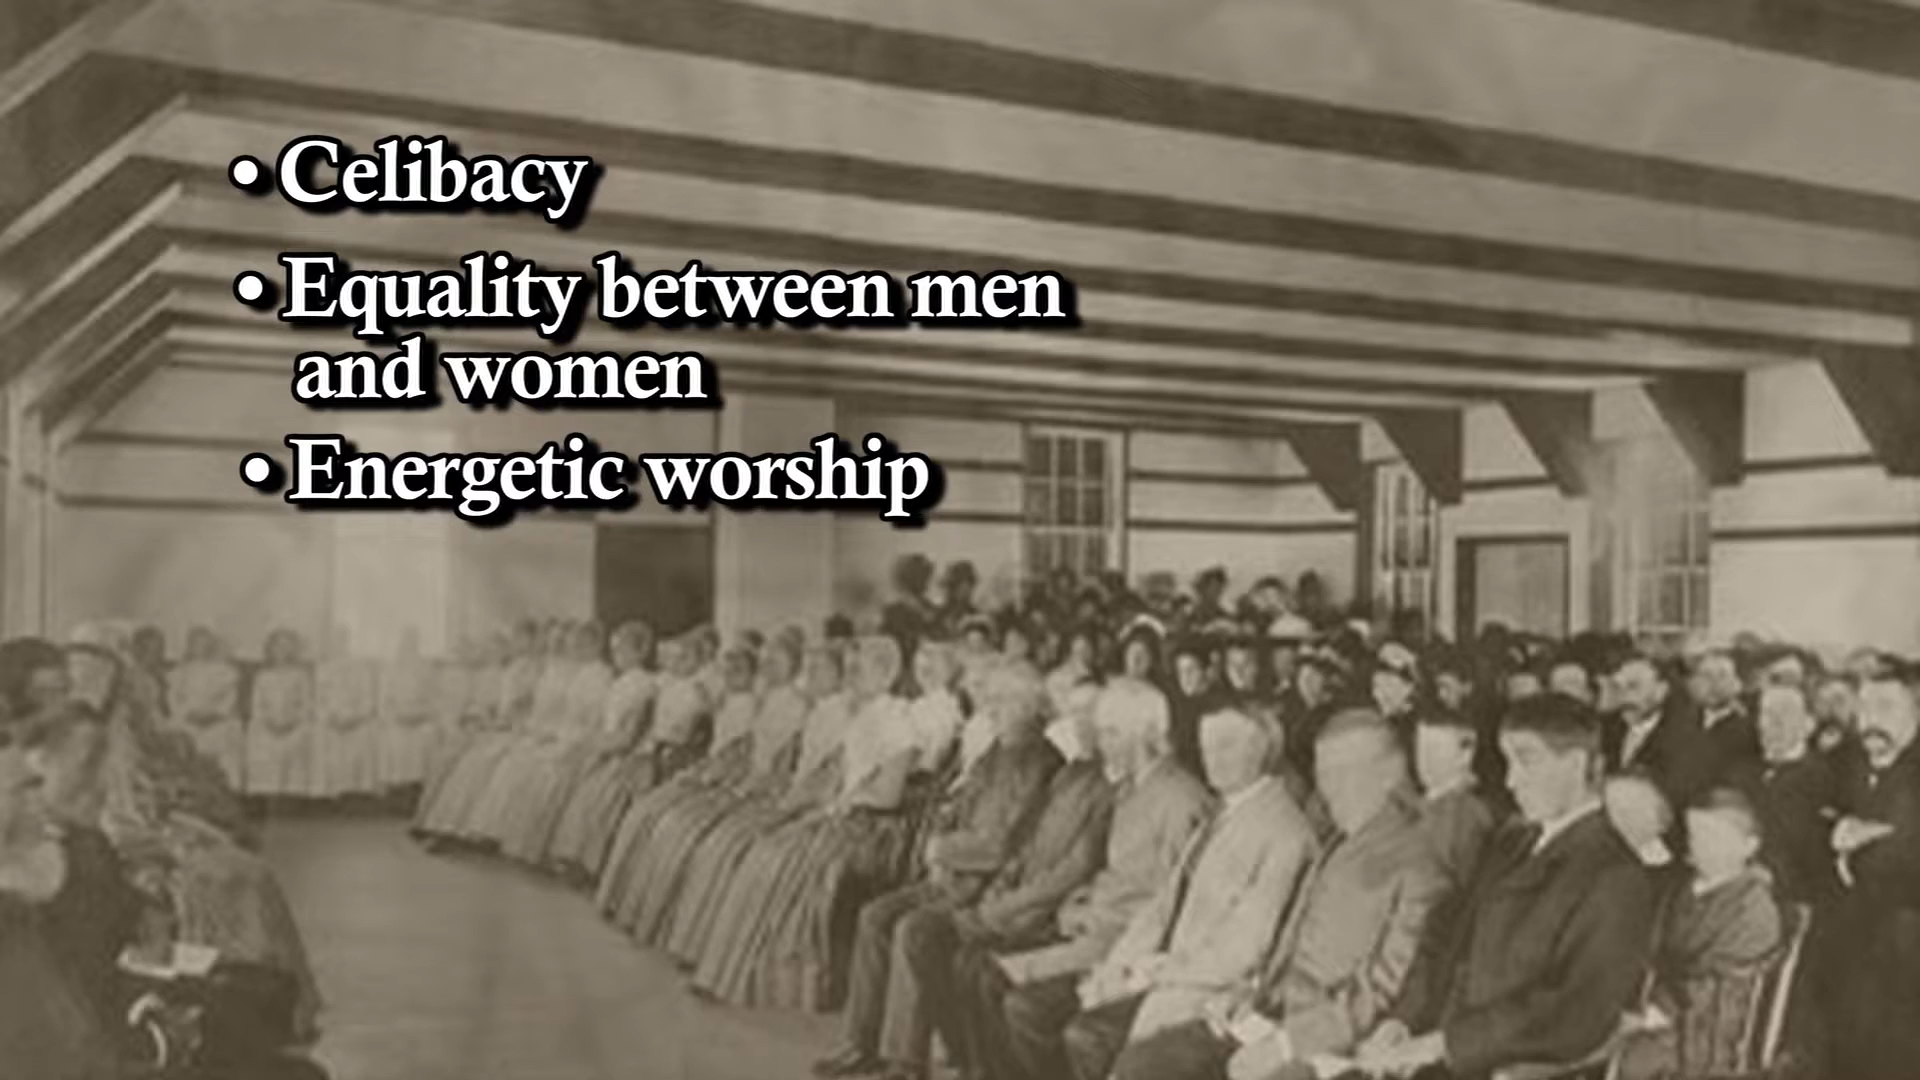 • Celibacy
• Equality between men
and women
• Energetic worship